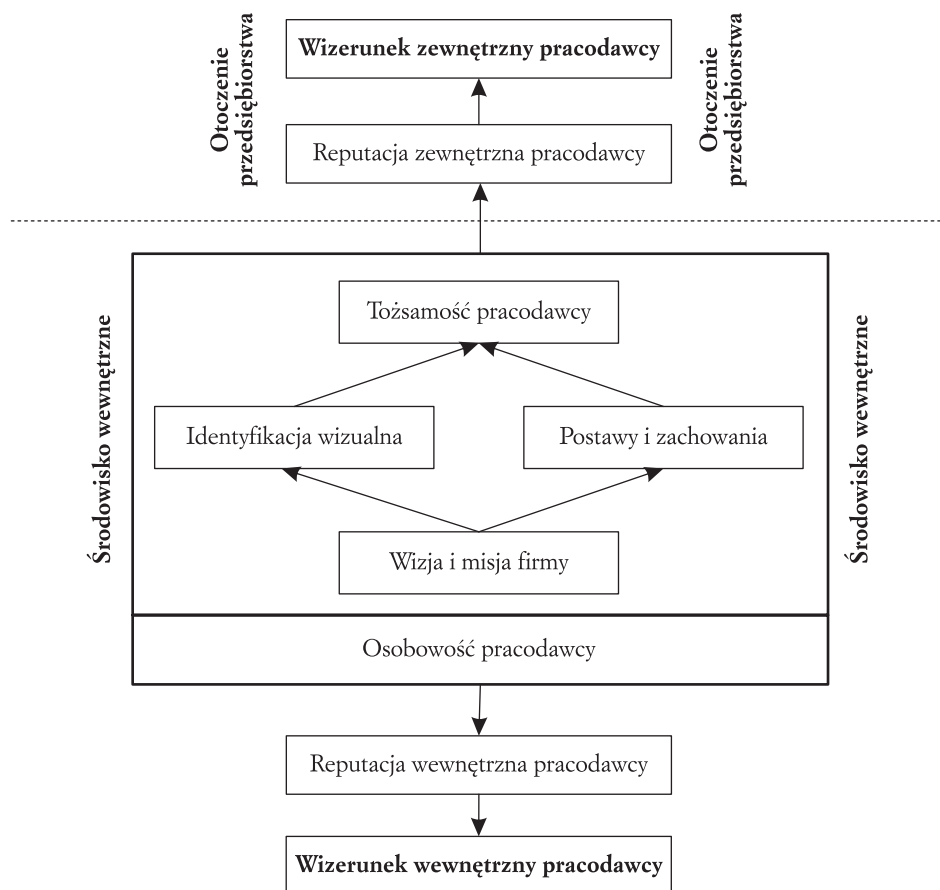 Wizerunek zewnętrzny pracodawcy
Otoczenie
przedsiębiorstwa
Otoczenie
przedsiębiorstwa
Reputacja zewnętrzna pracodawcy
Środowisko wewnętrzne
Środowisko wewnętrzne
Tożsamość pracodawcy
Identyfikacja wizualna
Postawy i zachowania
Wizja i misja firmy
Osobowość pracodawcy
Reputacja wewnętrzna pracodawcy
Wizerunek wewnętrzny pracodawcy